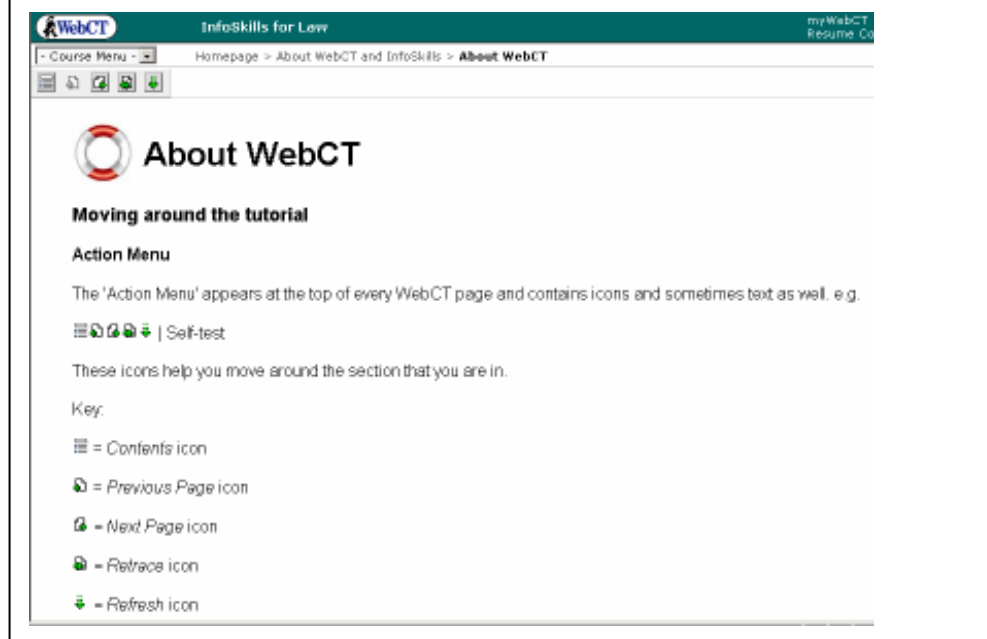 WebCT InfoSkills for Law myWebCT
Resume Co
- Course Menu - Homepage > About WebCT and InfoSkills > About WebCT
About WebCT
Moving around the tutorial
Action Menu
The 'Action Menu' appears at the top of every WebCT page and contains icons and sometimes text as well. e.g.
| Self-test
These icons help you move around the section that you are in.
Key:
= Contents icon
= Previous Page icon
= Next Page icon
= Retrace icon
= Refresh icon